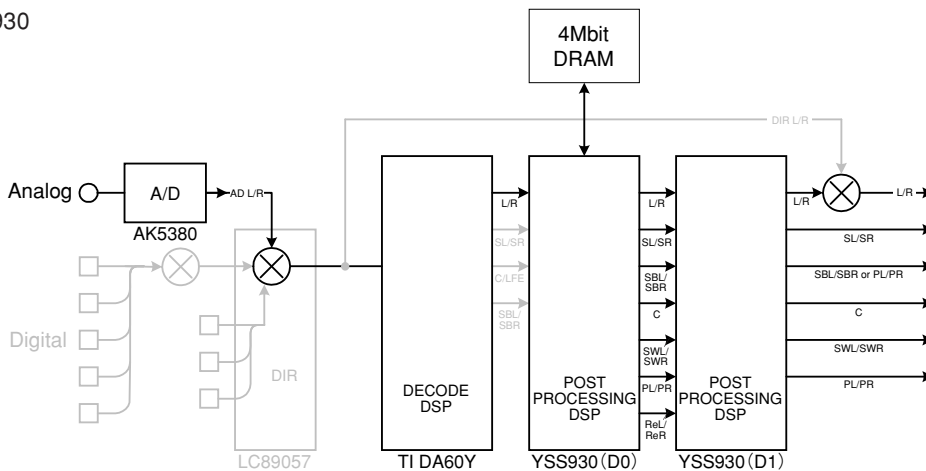 930
4Mbit
DRAM
DIR L/R
Analog
A/D
AD L/R
AK5380
Digital
DIR
LC89057
L/R
SL/SR
C/LFE
SBL/
SBR
DECODE
DSP
TI DA60Y
POST
PROCESSING
DSP
YSS930 (D0)
L/R
SL/SR
SBL/
SBR
C
SWL/
SWR
PL/PR
ReL/
ReR
POST
PROCESSING
DSP
YSS930 (D1)
L/R
L/R
SL/SR
SBL/SBR or PL/PR
C
SWL/SWR
PL/PR